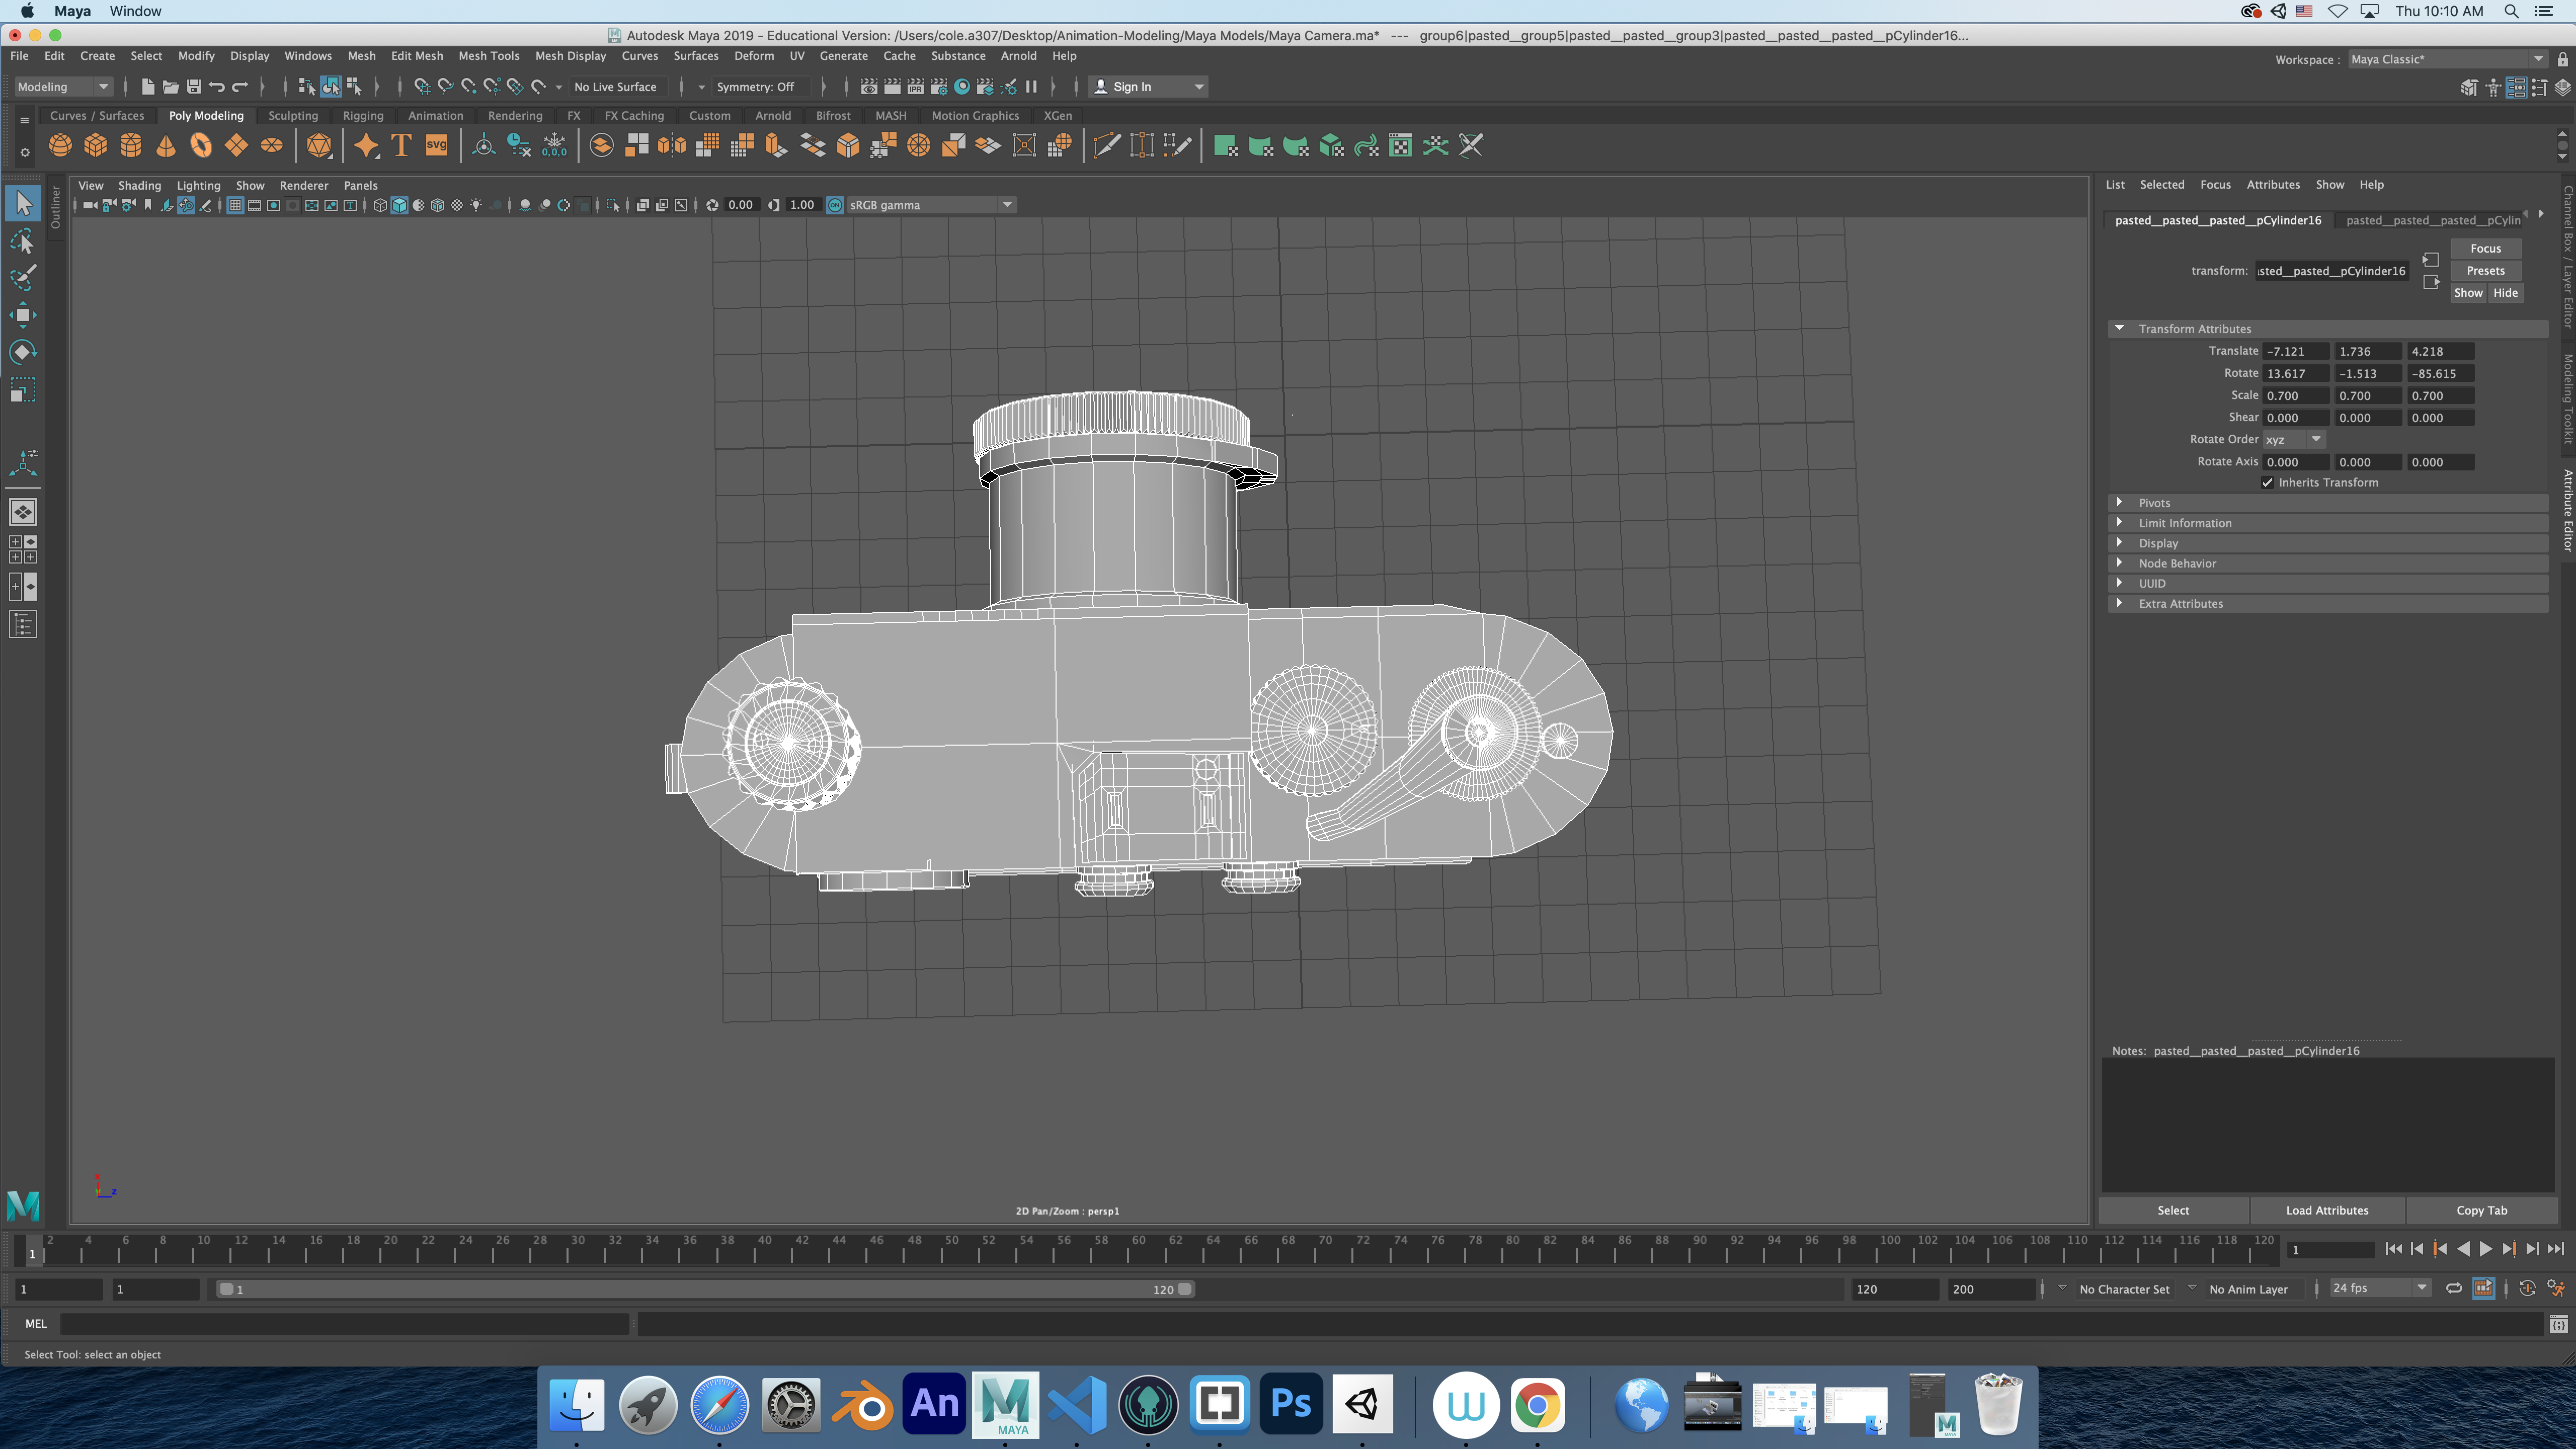 Maya Window Thu 10:10 AM
Autodesk Maya 2019 - Educational Version: /Users/cole.a307/Desktop/Animation-Modeling/Maya Models/Maya Camera.ma* --- group6|pasted__group5|pasted__pasted__group3|pasted__pasted__pasted__pCylinder16...
File Edit Create Select Modify Display Windows Mesh Edit Mesh Mesh Tools Mesh Display Curves Surfaces Deform UV Generate Cache Substance Arnold Help Workspace : Maya Classic*
Modeling No Live Surface Symmetry: Off IPR Sign In
Curves / Surfaces Poly Modeling Sculpting Rigging Animation Rendering FX FX Caching Custom Arnold Bifrost MASH Motion Graphics XGen
T SVG 0,0,0
View Shading Lighting Show Renderer Panels
0.00 1.00 ON sRGB gamma
Outliner
2D Pan/Zoom : persp1
List Selected Focus Attributes Show Help
pasted__pasted__pasted__pCylinder16 pasted__pasted__pasted__pCylin
Focus
transform: sted__pasted__pCylinder16 Presets
Show Hide
Transform Attributes
Translate -7.121 1.736 4.218
Rotate 13.617 -1.513 -85.615
Scale 0.700 0.700 0.700
Shear 0.000 0.000 0.000
Rotate Order xyz
Rotate Axis 0.000 0.000 0.000
Inherits Transform
Pivots
Limit Information
Display
Node Behavior
UUID
Extra Attributes
Notes: pasted__pasted__pasted__pCylinder16
Select Load Attributes Copy Tab
Channel Box / Layer Editor
Modeling Toolkit
Attribute Editor
2 4 6 8 10 12 14 16 18 20 22 24 26 28 30 32 34 36 38 40 42 44 46 48 50 52 54 56 58 60 62 64 66 68 70 72 74 76 78 80 82 84 86 88 90 92 94 96 98 100 102 104 106 108 110 112 114 116 118 120
1 1
1 1 1 120 120 200 No Character Set No Anim Layer 24 fps
MEL
Select Tool: select an object
An MAYA Ps W